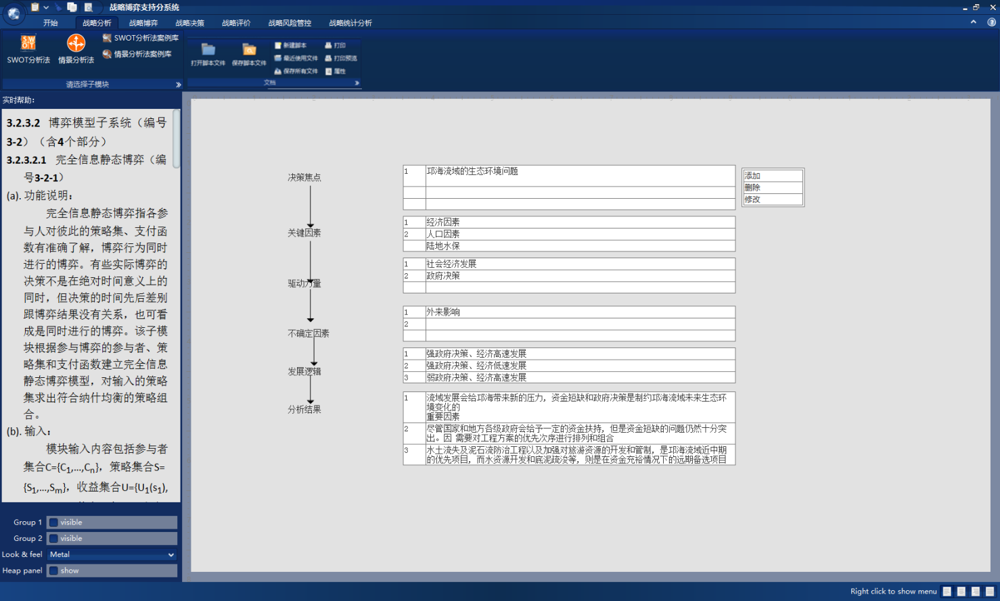 战略博弈支持分系统
开始 战略分析 战略博弈 战略决策 战略评价 战略风险管控 战略统计分析
SWOT
SWOT分析法 情景分析法 SWOT分析法案例库
情景分析法案例库
请选择子模块
打开脚本文件 保存脚本文件 新建脚本 打印
最近使用文件 打印预览
保存所有文件 属性
文档
实时帮助：
3.2.3.2 博弈模型子系统（编号
3-2）（含4个部分）
3.2.3.2.1 完全信息静态博弈（编
号3-2-1）
(a). 功能说明：
完全信息静态博弈指各参
与人对彼此的策略集、支付函
数有准确了解，博弈行为同时
进行的博弈。有些实际博弈的
决策不是在绝对时间意义上的
同时，但决策的时间先后差别
跟博弈结果没有关系，也可看
成是同时进行的博弈。该子模
块根据参与博弈的参与者、策
略集和支付函数建立完全信息
静态博弈模型，对输入的策略
集求出符合纳什均衡的策略组
合。
(b). 输入：
模块输入内容包括参与者
集合C={C1,...,Cn}，策略集合S=
{S1,...,Sm}，收益集合U={U1(s1),
Group 1 visible
Group 2 visible
Look & feel Metal
Heap panel show
决策焦点
关键因素
驱动力量
不确定因素
发展逻辑
分析结果
1 邛海流域的生态环境问题
1 经济因素
2 人口因素
陆地水保
1 社会经济发展
2 政府决策
1 外来影响
2
1 强政府决策、经济高速发展
2 强政府决策、经济低速发展
3 弱政府决策、经济高速发展
1 流域发展会给邛海带来新的压力，资金短缺和政府决策是制约邛海流域未来生态环
境变化的
重要因素
2 尽管国家和地方各级政府会给予一定的资金扶持，但是资金短缺的问题仍然十分突
出。因 需要对工程方案的优先次序进行排列和组合
3 水土流失及泥石流防治工程以及加强对旅游资源的开发和管制，是邛海流域近中期
的优先项目，而水资源开发和底泥疏浚等，则是在资金充裕情况下的远期备选项目
添加
删除
修改
Right click to show menu